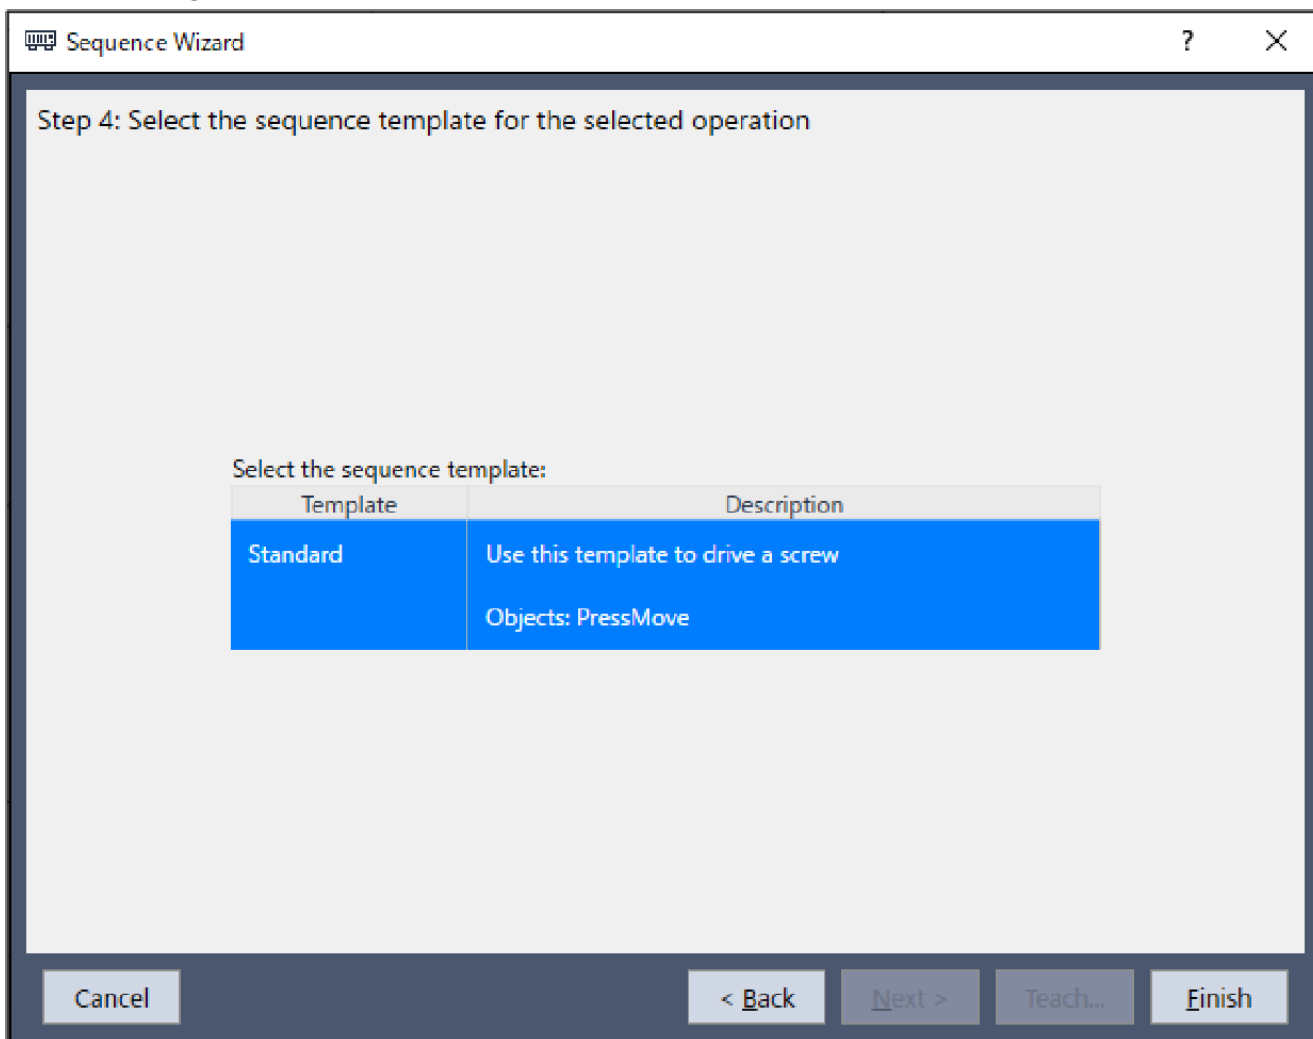 Sequence Wizard ?
Step 4: Select the sequence template for the selected operation
Select the sequence template:
Template Description
Standard Use this template to drive a screw
Objects: PressMove
Cancel < Back Next > Teach... Finish